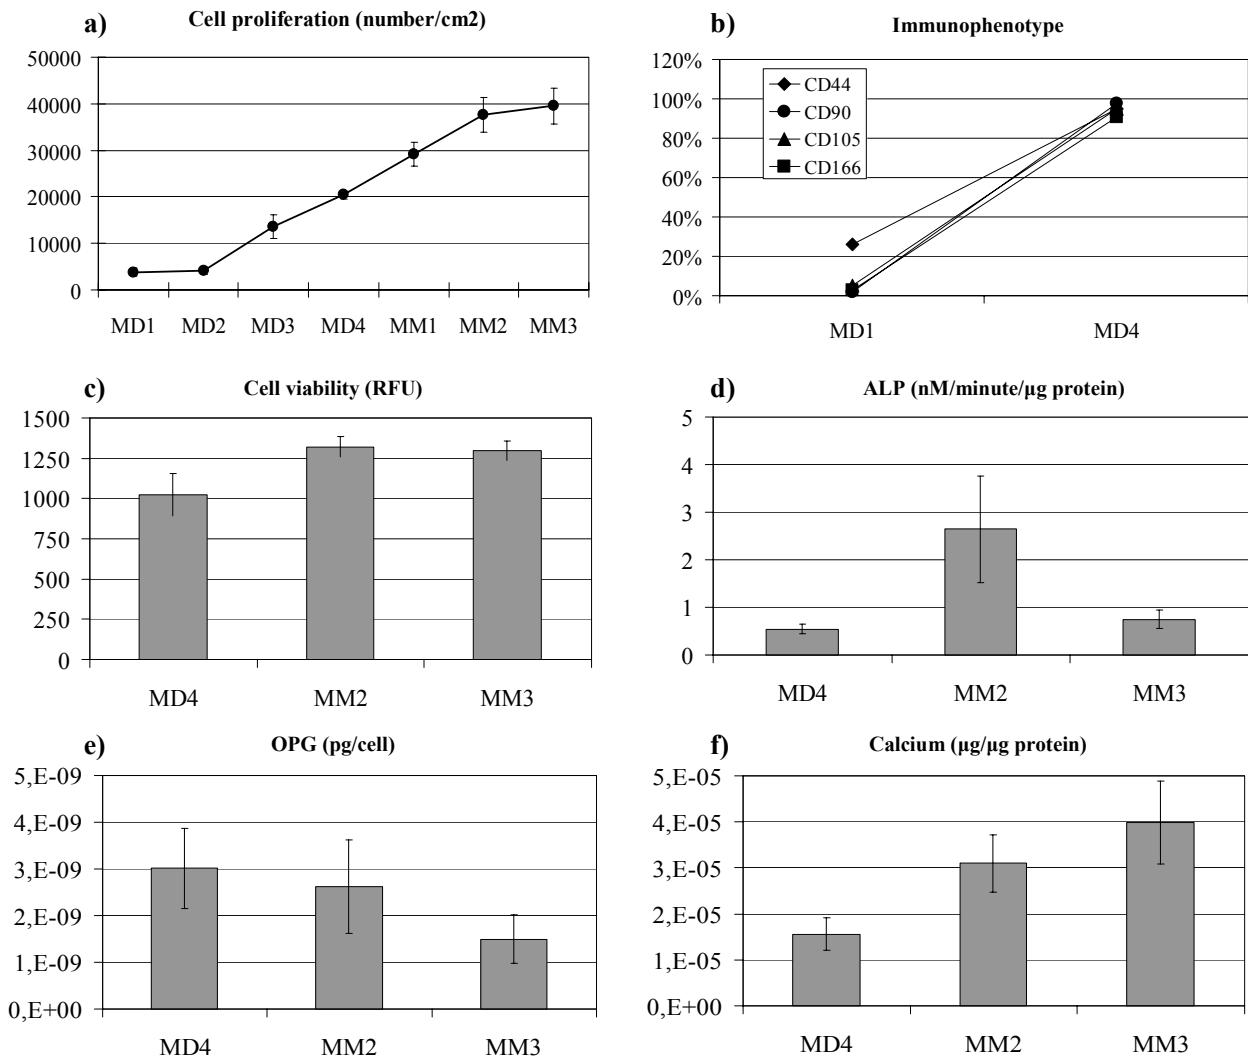 a) Cell proliferation (number/cm2)
50000
40000
30000
20000
10000
0
MD1 MD2 MD3 MD4 MM1 MM2 MM3
b) Immunophenotype
120%
100%
80%
60%
40%
20%
0%
CD44
CD90
CD105
CD166
MD1 MD4
c) Cell viability (RFU)
1500
1250
1000
750
500
250
0
MD4 MM2 MM3
d) ALP (nM/minute/µg protein)
5
4
3
2
1
0
MD4 MM2 MM3
e) OPG (pg/cell)
5,E-09
4,E-09
3,E-09
2,E-09
1,E-09
0,E+00
MD4 MM2 MM3
f) Calcium (µg/µg protein)
5,E-05
4,E-05
3,E-05
2,E-05
1,E-05
0,E+00
MD4 MM2 MM3